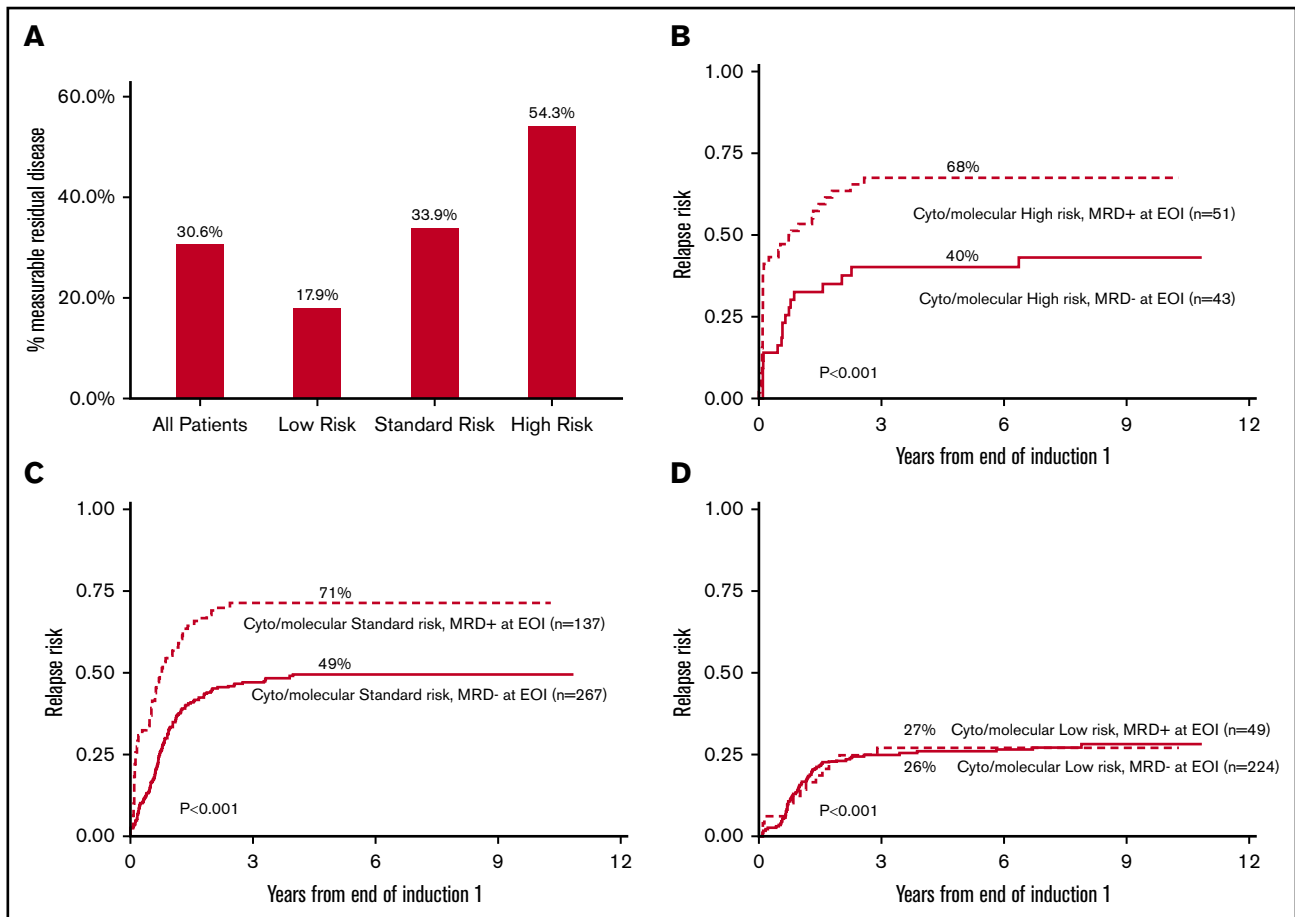 A
% measurable residual disease
60.0%
40.0%
20.0%
0.0%
30.6%
17.9%
33.9%
54.3%
All Patients
Low Risk
Standard Risk
High Risk
B
Relapse risk
1.00
0.75
0.50
0.25
0.00
68%
Cyto/molecular High risk, MRD+ at EOI (n=51)
40%
Cyto/molecular High risk, MRD- at EOI (n=43)
P<0.001
0
3
6
9
12
Years from end of induction 1
C
Relapse risk
1.00
0.75
0.50
0.25
0.00
71%
Cyto/molecular Standard risk, MRD+ at EOI (n=137)
49%
Cyto/molecular Standard risk, MRD- at EOI (n=267)
P<0.001
0
3
6
9
12
Years from end of induction 1
D
Relapse risk
1.00
0.75
0.50
0.25
0.00
27%
Cyto/molecular Low risk, MRD+ at EOI (n=49)
26%
Cyto/molecular Low risk, MRD- at EOI (n=224)
P<0.001
0
3
6
9
12
Years from end of induction 1